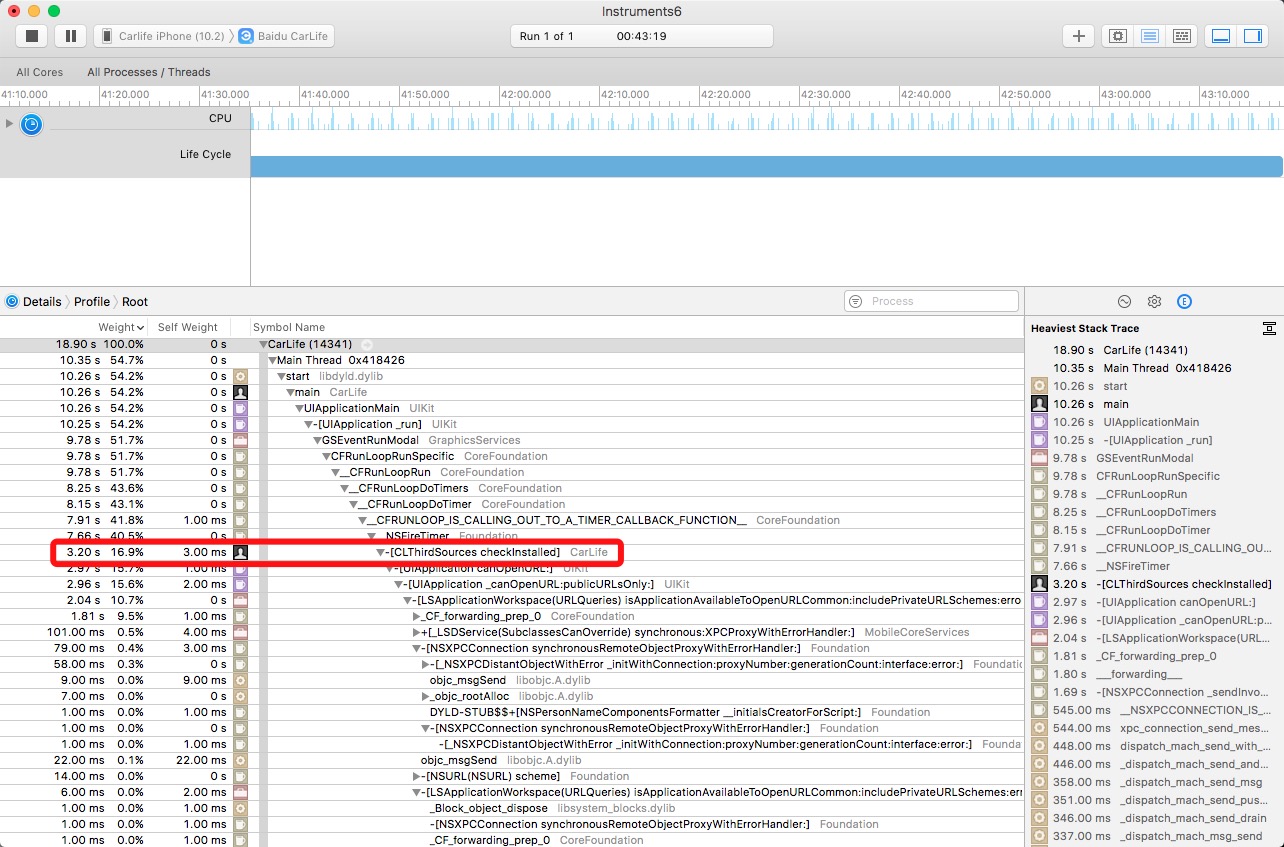 Instruments6
Carlife iPhone (10.2) Baidu CarLife
Run 1 of 1 00:43:19
All Cores All Processes / Threads
41:10.000 41:20.000 41:30.000 41:40.000 41:50.000 42:00.000 42:10.000 42:20.000 42:30.000 42:40.000 42:50.000 43:00.000 43:10.000
CPU
Life Cycle
Details Profile Root Process
Weight Self Weight Symbol Name
18.90 s 100.0% 0 s CarLife (14341)
10.35 s 54.7% 0 s Main Thread 0x418426
10.26 s 54.2% 0 s start libdyld.dylib
10.26 s 54.2% 0 s main CarLife
10.26 s 54.2% 0 s UIApplicationMain UIKit
10.25 s 54.2% 0 s -[UIApplication _run] UIKit
9.78 s 51.7% 0 s GSEventRunModal GraphicsServices
9.78 s 51.7% 0 s CFRunLoopRunSpecific CoreFoundation
9.78 s 51.7% 0 s __CFRunLoopRun CoreFoundation
8.25 s 43.6% 0 s __CFRunLoopDoTimers CoreFoundation
8.15 s 43.1% 0 s __CFRunLoopDoTimer CoreFoundation
7.91 s 41.8% 1.00 ms __CFRUNLOOP_IS_CALLING_OUT_TO_A_TIMER_CALLBACK_FUNCTION__ CoreFoundation
7.66 s 40.5% 0 s __NSFireTimer Foundation
3.20 s 16.9% 3.00 ms -[CLThirdSources checkInstalled] CarLife
2.97 s 15.7% 1.00 ms -[UIApplication canOpenURL:] UIKit
2.96 s 15.6% 2.00 ms -[UIApplication _canOpenURL:publicURLsOnly:] UIKit
2.04 s 10.7% 0 s -[LSApplicationWorkspace(URLQueries) isApplicationAvailableToOpenURLCommon:includePrivateURLSchemes:erro
1.81 s 9.5% 1.00 ms _CF_forwarding_prep_0 CoreFoundation
101.00 ms 0.5% 4.00 ms +[_LSDService(SubclassesCanOverride) synchronous:XPCProxyWithErrorHandler:] MobileCoreServices
79.00 ms 0.4% 3.00 ms -[NSXPCConnection synchronousRemoteObjectProxyWithErrorHandler:] Foundation
58.00 ms 0.3% 0 s -[_NSXPCDistantObjectWithError _initWithConnection:proxyNumber:generationCount:interface:error:] Foundatio
9.00 ms 0.0% 9.00 ms objc_msgSend libobjc.A.dylib
7.00 ms 0.0% 0 s _objc_rootAlloc libobjc.A.dylib
1.00 ms 0.0% 1.00 ms DYLD-STUB$$+[NSPersonNameComponentsFormatter __initialsCreatorForScript:] Foundation
1.00 ms 0.0% 0 s -[NSXPCConnection synchronousRemoteObjectProxyWithErrorHandler:] Foundation
1.00 ms 0.0% 1.00 ms -[_NSXPCDistantObjectWithError _initWithConnection:proxyNumber:generationCount:interface:error:] Founda
22.00 ms 0.1% 22.00 ms objc_msgSend libobjc.A.dylib
14.00 ms 0.0% 0 s -[NSURL(NSURL) scheme] Foundation
6.00 ms 0.0% 2.00 ms -[LSApplicationWorkspace(URLQueries) isApplicationAvailableToOpenURLCommon:includePrivateURLSchemes:err
1.00 ms 0.0% 1.00 ms _Block_object_dispose libsystem_blocks.dylib
1.00 ms 0.0% 1.00 ms -[NSXPCConnection synchronousRemoteObjectProxyWithErrorHandler:] Foundation
1.00 ms 0.0% 1.00 ms _CF_forwarding_prep_0 CoreFoundation
E
Heaviest Stack Trace
18.90 s CarLife (14341)
10.35 s Main Thread 0x418426
10.26 s start
10.26 s main
10.26 s UIApplicationMain
10.25 s -[UIApplication _run]
9.78 s GSEventRunModal
9.78 s CFRunLoopRunSpecific
9.78 s __CFRunLoopRun
8.25 s __CFRunLoopDoTimers
8.15 s __CFRunLoopDoTimer
7.91 s __CFRUNLOOP_IS_CALLING_OU...
7.66 s __NSFireTimer
3.20 s -[CLThirdSources checkInstalled]
2.97 s -[UIApplication canOpenURL:]
2.96 s -[UIApplication _canOpenURL:p...
2.04 s -[LSApplicationWorkspace(URL...
1.81 s _CF_forwarding_prep_0
1.80 s ___forwarding___
1.69 s -[NSXPCConnection _sendInvo...
545.00 ms __NSXPCCONNECTION_IS_...
544.00 ms xpc_connection_send_mes...
448.00 ms dispatch_mach_send_with_...
446.00 ms _dispatch_mach_send_and...
358.00 ms _dispatch_mach_send_msg
351.00 ms _dispatch_mach_send_pus...
346.00 ms _dispatch_mach_send_drain
337.00 ms _dispatch_mach_msg_send